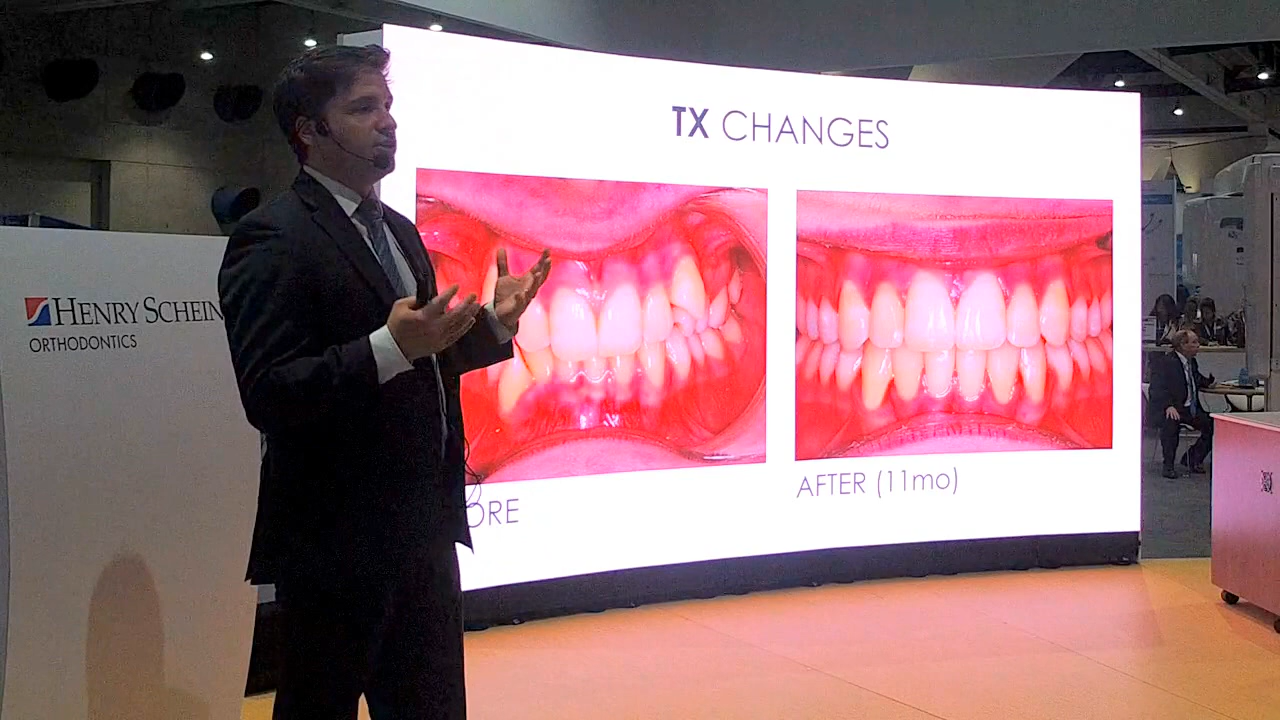 TX CHANGES
HENRY SCHEIN
ORTHODONTICS
AFTER (11mo)
ORE